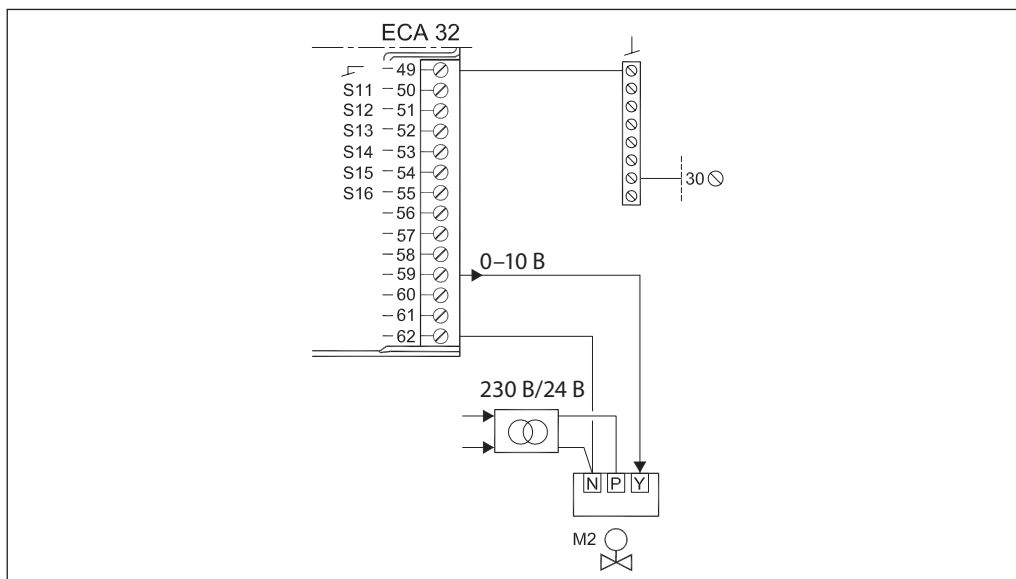 ECA 32
49
S11 – 50
S12 – 51
S13 – 52
S14 – 53
S15 – 54
S16 – 55
– 56
– 57
– 58
– 59
– 60
– 61
– 62
30
0–10 В
230 В/24 В
N P Y
M2